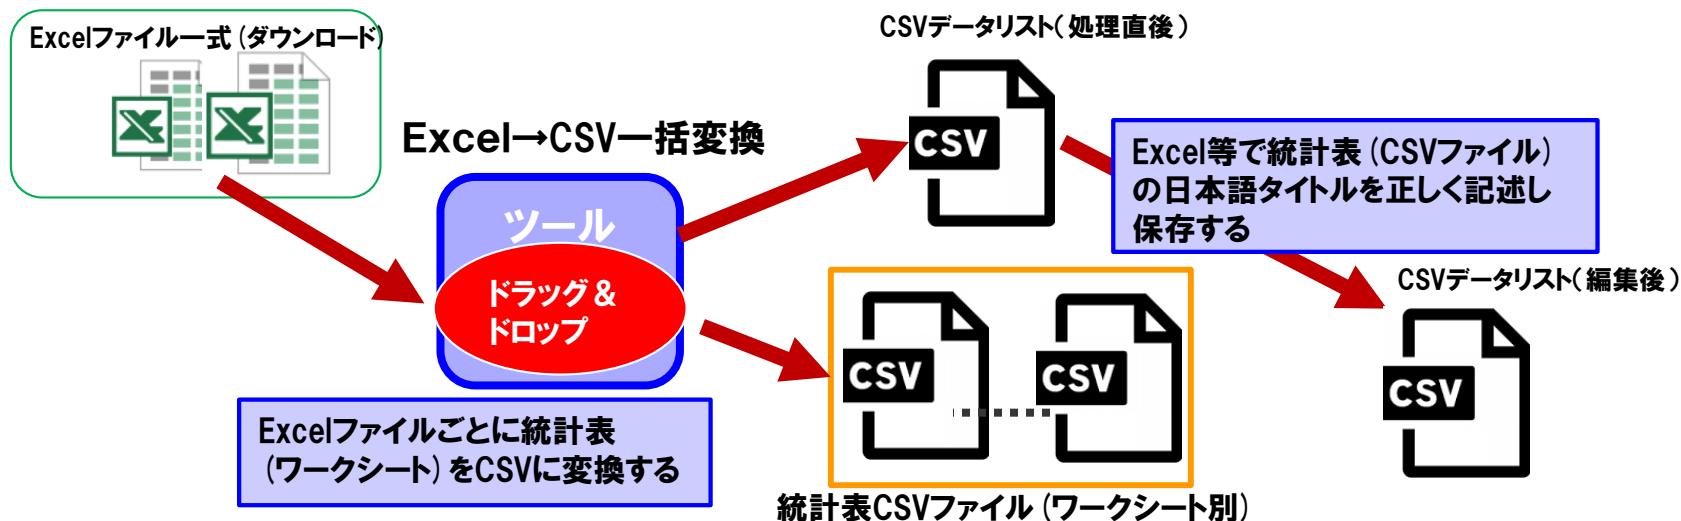 Excelファイル一式(ダウンロード)
CSVデータリスト(処理直後)
Excel→CSV一括変換
CSV
Excel等で統計表(CSVファイル)
の日本語タイトルを正しく記述し
保存する
ツール
ドラッグ&
ドロップ
CSVデータリスト(編集後)
CSV
CSV
CSV
Excelファイルごとに統計表
(ワークシート)をCSVに変換する
統計表CSVファイル(ワークシート別)